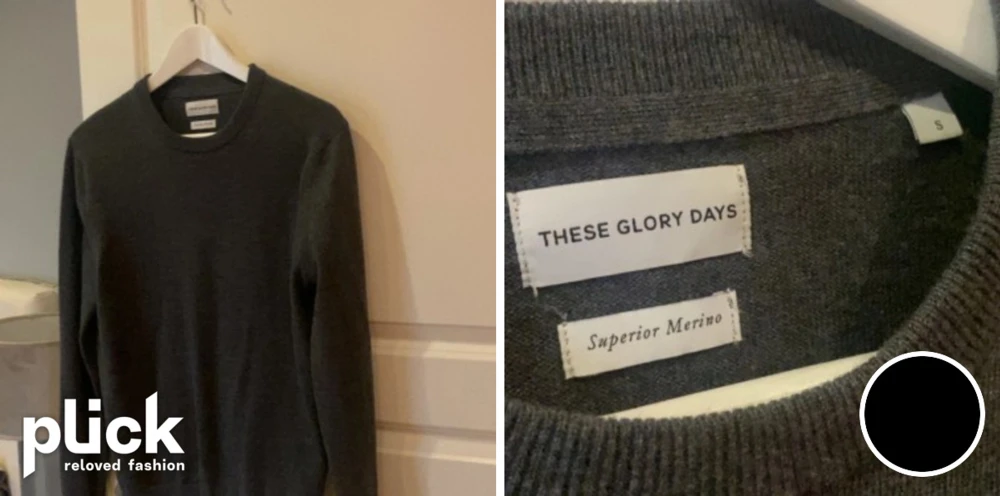 plick
reloved fashion
THESE GLORY DAYS
Superior Merino
S